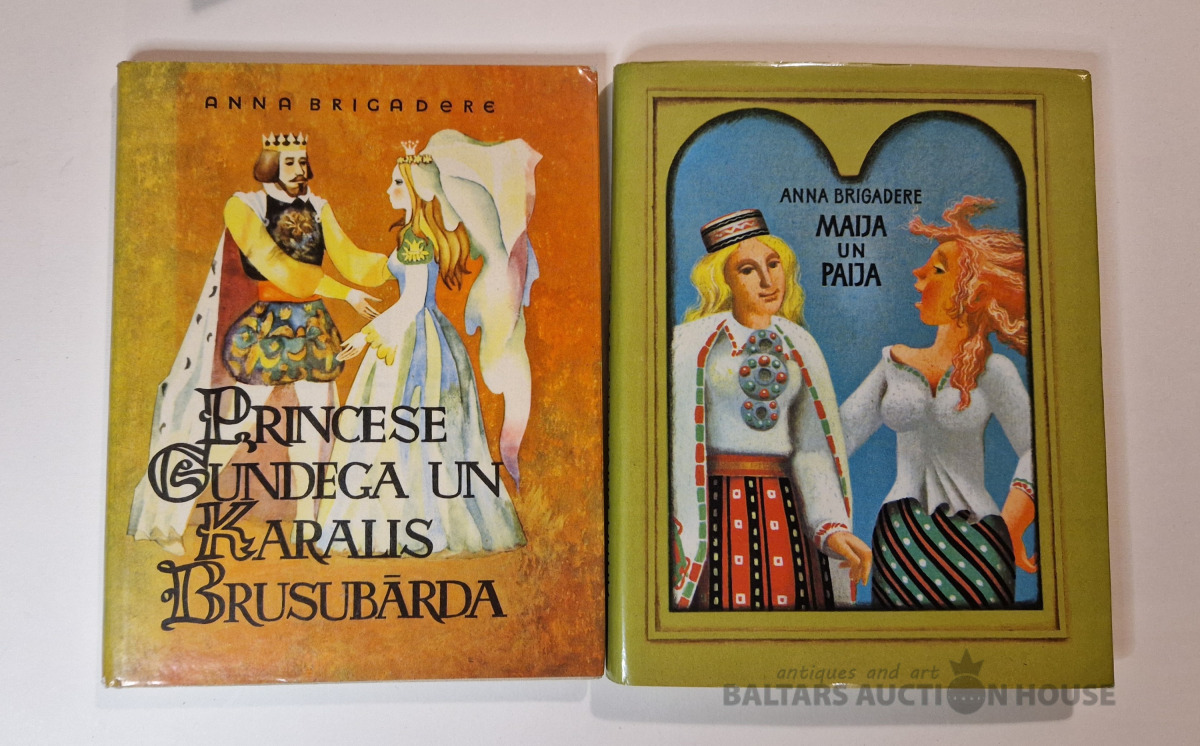 ANNA BRIGADERE
PRINCESE
GUNDEGA UN
KARALIS
BRUSUBĀRDA
ANNA BRIGADERE
MAIJA
UN
PAIJA
antiques and art
BALTARS AUCTION HOUSE